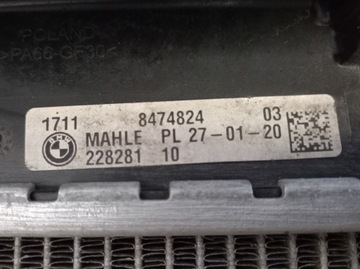 POLAND
>PA66-GF30<
1711 8474824 03
MAHLE PL 27-01-20
228281 10